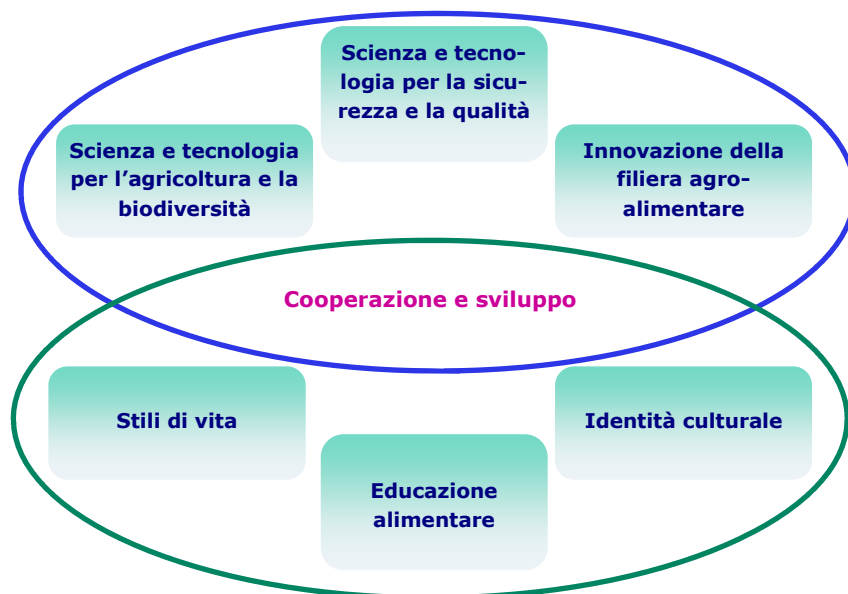 Scienza e tecno-
logia per la sicu-
rezza e la qualità
Scienza e tecnologia
per l’agricoltura e la
biodiversità
Innovazione della
filiera agro-
alimentare
Cooperazione e sviluppo
Stili di vita
Identità culturale
Educazione
alimentare